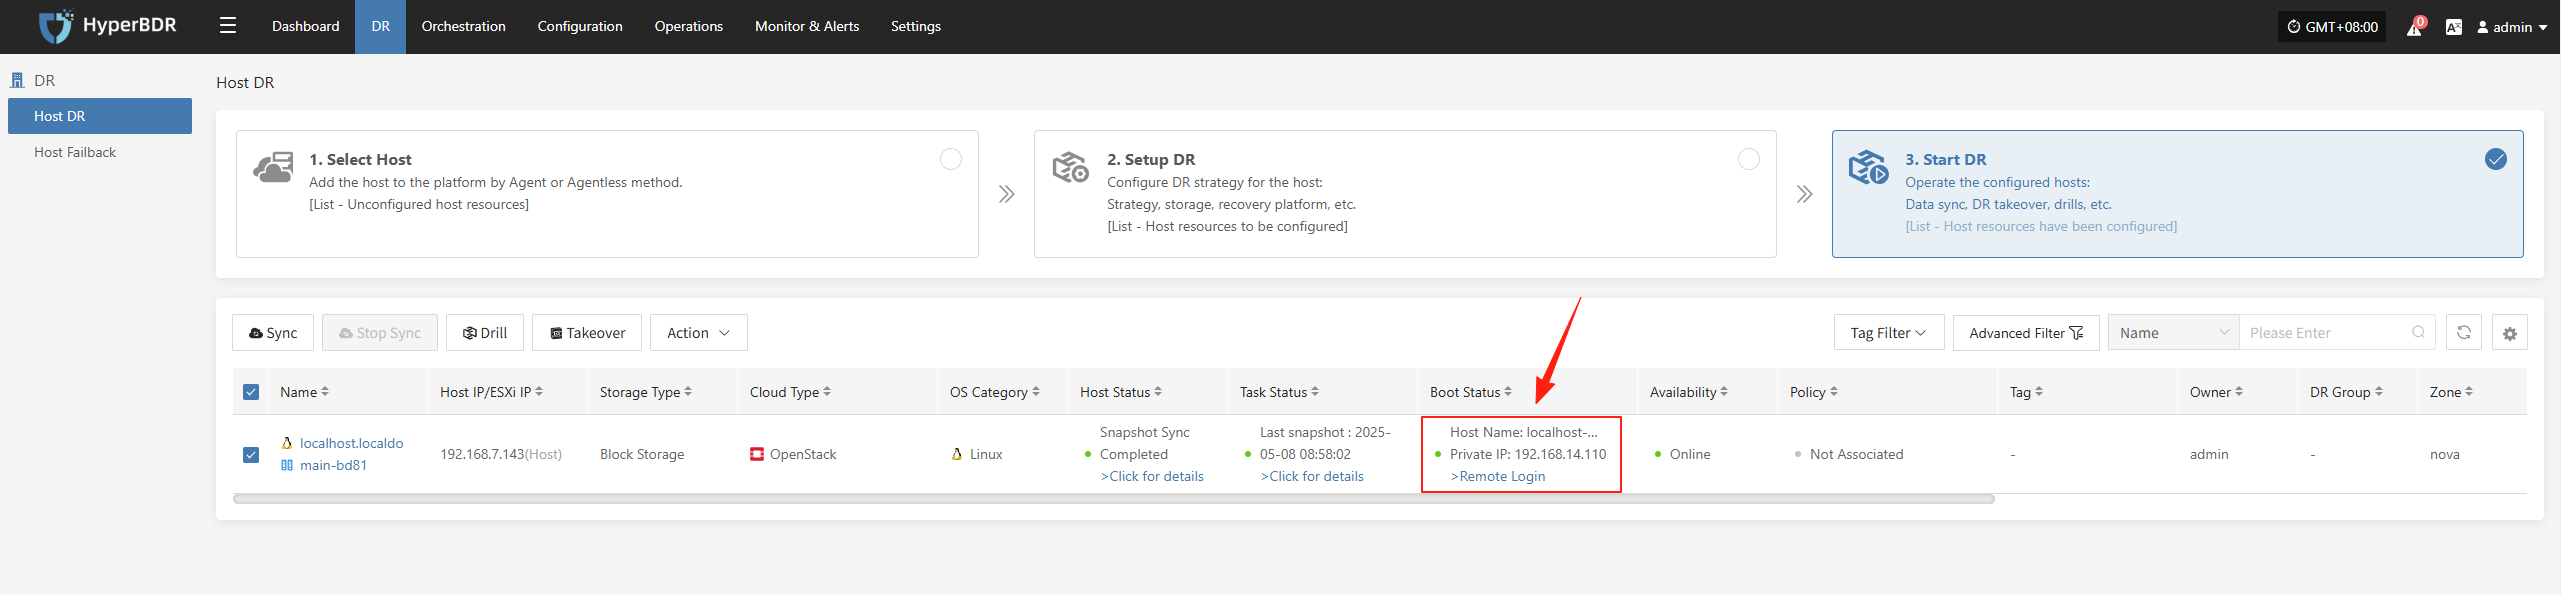 HyperBDR
Dashboard
DR
Orchestration
Configuration
Operations
Monitor & Alerts
Settings
GMT+08:00
0
admin
DR
Host DR
Host Failback
Host DR
1. Select Host
Add the host to the platform by Agent or Agentless method.
[List - Unconfigured host resources]
2. Setup DR
Configure DR strategy for the host:
Strategy, storage, recovery platform, etc.
[List - Host resources to be configured]
3. Start DR
Operate the configured hosts:
Data sync, DR takeover, drills, etc.
[List - Host resources have been configured]
Sync
Stop Sync
Drill
Takeover
Action
Tag Filter
Advanced Filter
Name
Please Enter
Name
Host IP/ESXi IP
Storage Type
Cloud Type
OS Category
Host Status
Task Status
Boot Status
Availability
Policy
Tag
Owner
DR Group
Zone
localhost.localdo
main-bd81
192.168.7.143(Host)
Block Storage
OpenStack
Linux
Snapshot Sync
Completed
>Click for details
Last snapshot : 2025-
05-08 08:58:02
>Click for details
Host Name: localhost-...
Private IP: 192.168.14.110
>Remote Login
Online
Not Associated
-
admin
-
nova